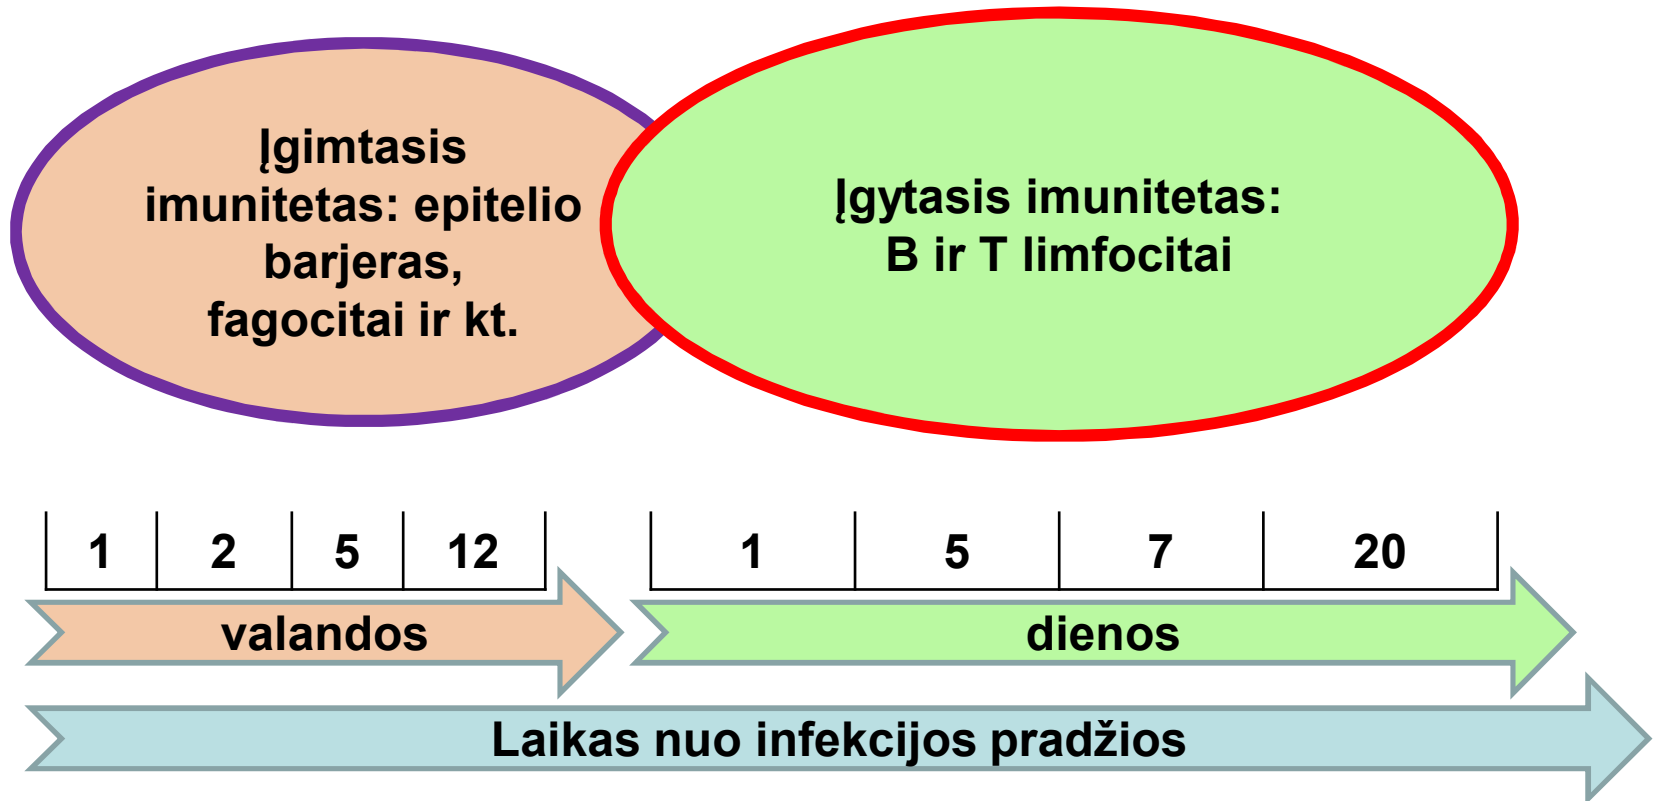 Įgimtasis
imunitetas: epitelio
barjeras,
fagocitai ir kt.
Įgytasis imunitetas:
B ir T limfocitai
1 2 5 12
1 5 7 20
valandos
dienos
Laikas nuo infekcijos pradžios